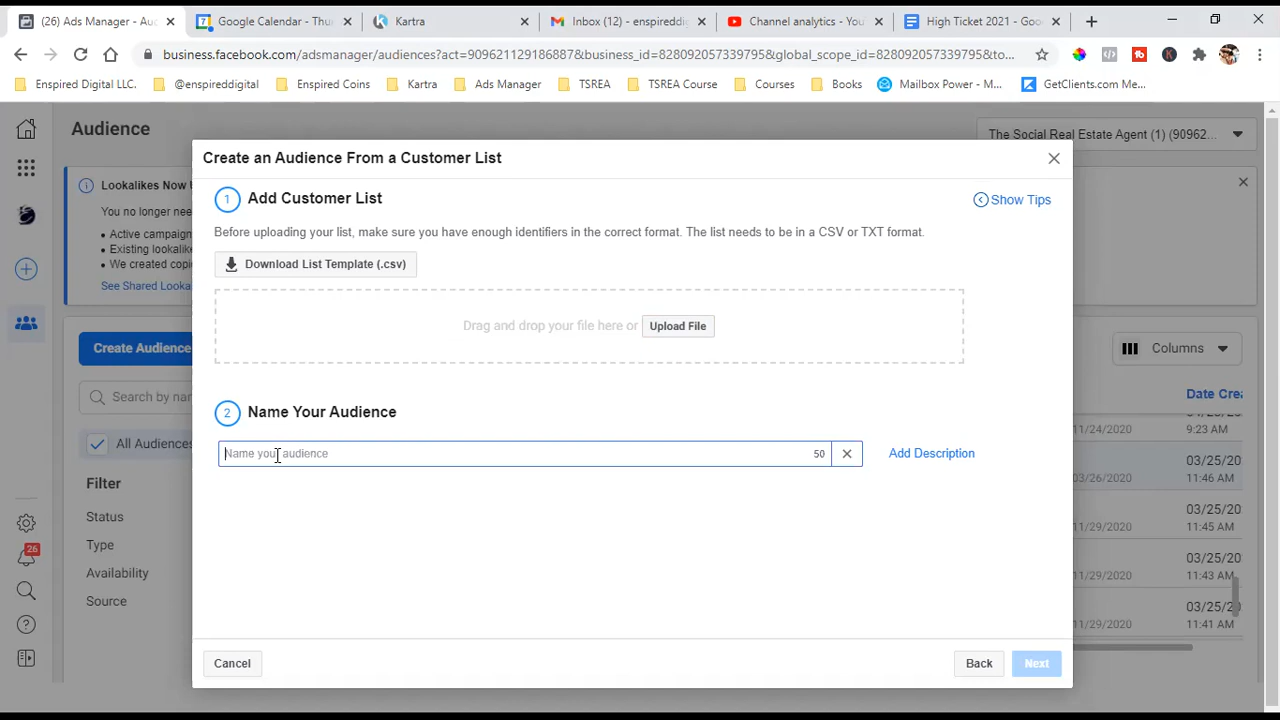 (26) Ads Manager - Aud
Google Calendar - Thu
Kartra
Inbox (12) - enspireddig
Channel analytics - You
High Ticket 2021 - Goo
business.facebook.com/adsmanager/audiences?act=909621129186887&business_id=828092057339795&global_scope_id=828092057339795&to...
Enspired Digital LLC.
@enspireddigital
Enspired Coins
Kartra
Ads Manager
TSREA
TSREA Course
Courses
Books
Mailbox Power - M...
GetClients.com Me...
Audience
The Social Real Estate Agent (1) (90962...
Lookalikes Now U
You no longer nee
• Active campaign
• Existing lookalik
• We created copi
See Shared Looka
Create Audience
Search by nam
All Audiences
Filter
Status
Type
Availability
Source
26
Create an Audience From a Customer List
1 Add Customer List
Show Tips
Before uploading your list, make sure you have enough identifiers in the correct format. The list needs to be in a CSV or TXT format.
Download List Template (.csv)
Drag and drop your file here or Upload File
2 Name Your Audience
Name your audience
50
Add Description
Cancel
Back
Next
Columns
Date Crea
11/24/2020
9:23 AM
03/25/20
03/26/2020
11:46 AM
03/25/20
11/29/2020
11:45 AM
03/25/20
11/29/2020
11:43 AM
03/25/20
11/29/2020
11:41 AM